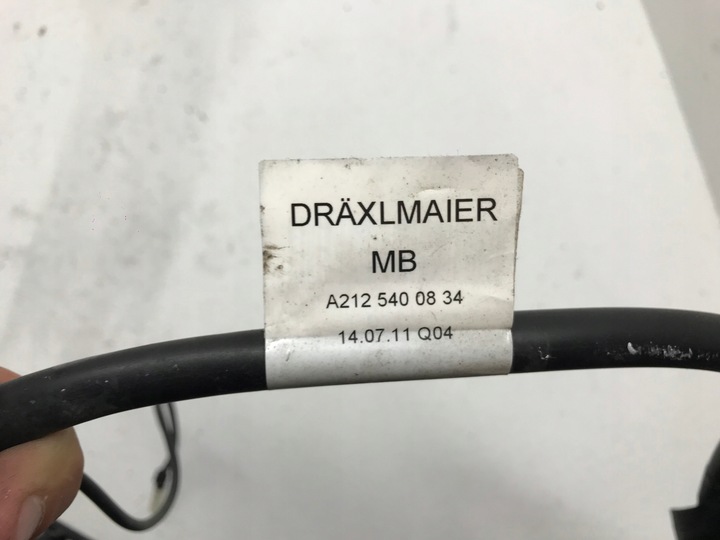 DRÄXLMAIER
MB
A212 540 08 34
14.07.11 Q04